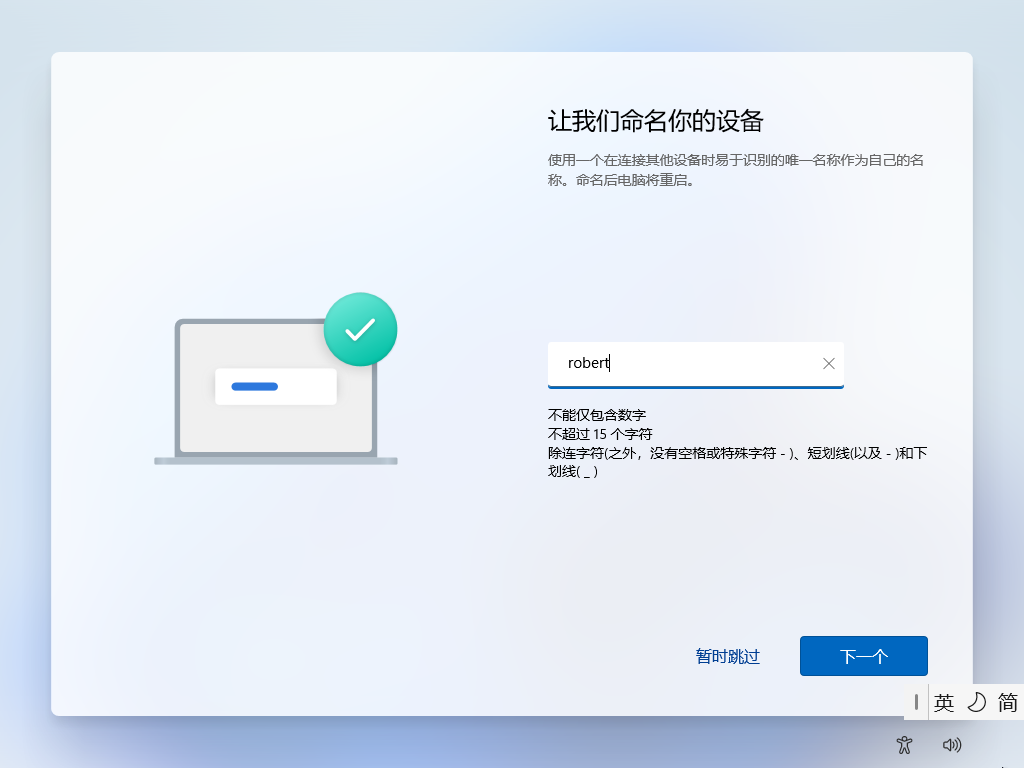 让我们命名你的设备
使用一个在连接其他设备时易于识别的唯一名称作为自己的名
称。命名后电脑将重启。
robert
不能仅包含数字
不超过 15 个字符
除连字符(之外，没有空格或特殊字符 - )、短划线(以及 - )和下
划线( _ )
暂时跳过
下一个
英 简